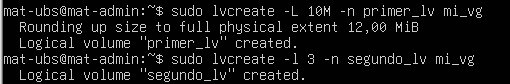 mat-ubs@mat-admin:~$ sudo lvcreate -L 10M -n primer_lv mi_vg
  Rounding up size to full physical extent 12,00 MiB
  Logical volume "primer_lv" created.
mat-ubs@mat-admin:~$ sudo lvcreate -l 3 -n segundo_lv mi_vg
  Logical volume "segundo_lv" created.